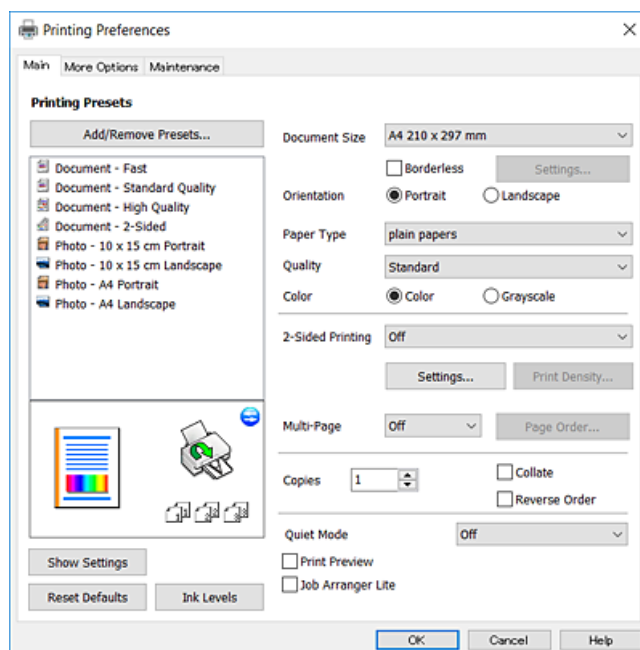 Printing Preferences
Main More Options Maintenance
Printing Presets
Add/Remove Presets...
Document - Fast
Document - Standard Quality
Document - High Quality
Document - 2-Sided
Photo - 10 x 15 cm Portrait
Photo - 10 x 15 cm Landscape
Photo - A4 Portrait
Photo - A4 Landscape
Show Settings
Reset Defaults Ink Levels
Document Size A4 210 x 297 mm
Borderless Settings...
Orientation Portrait Landscape
Paper Type plain papers
Quality Standard
Color Color Grayscale
2-Sided Printing Off
Settings... Print Density...
Multi-Page Off Page Order...
Copies 1 Collate
Reverse Order
Quiet Mode Off
Print Preview
Job Arranger Lite
OK Cancel Help